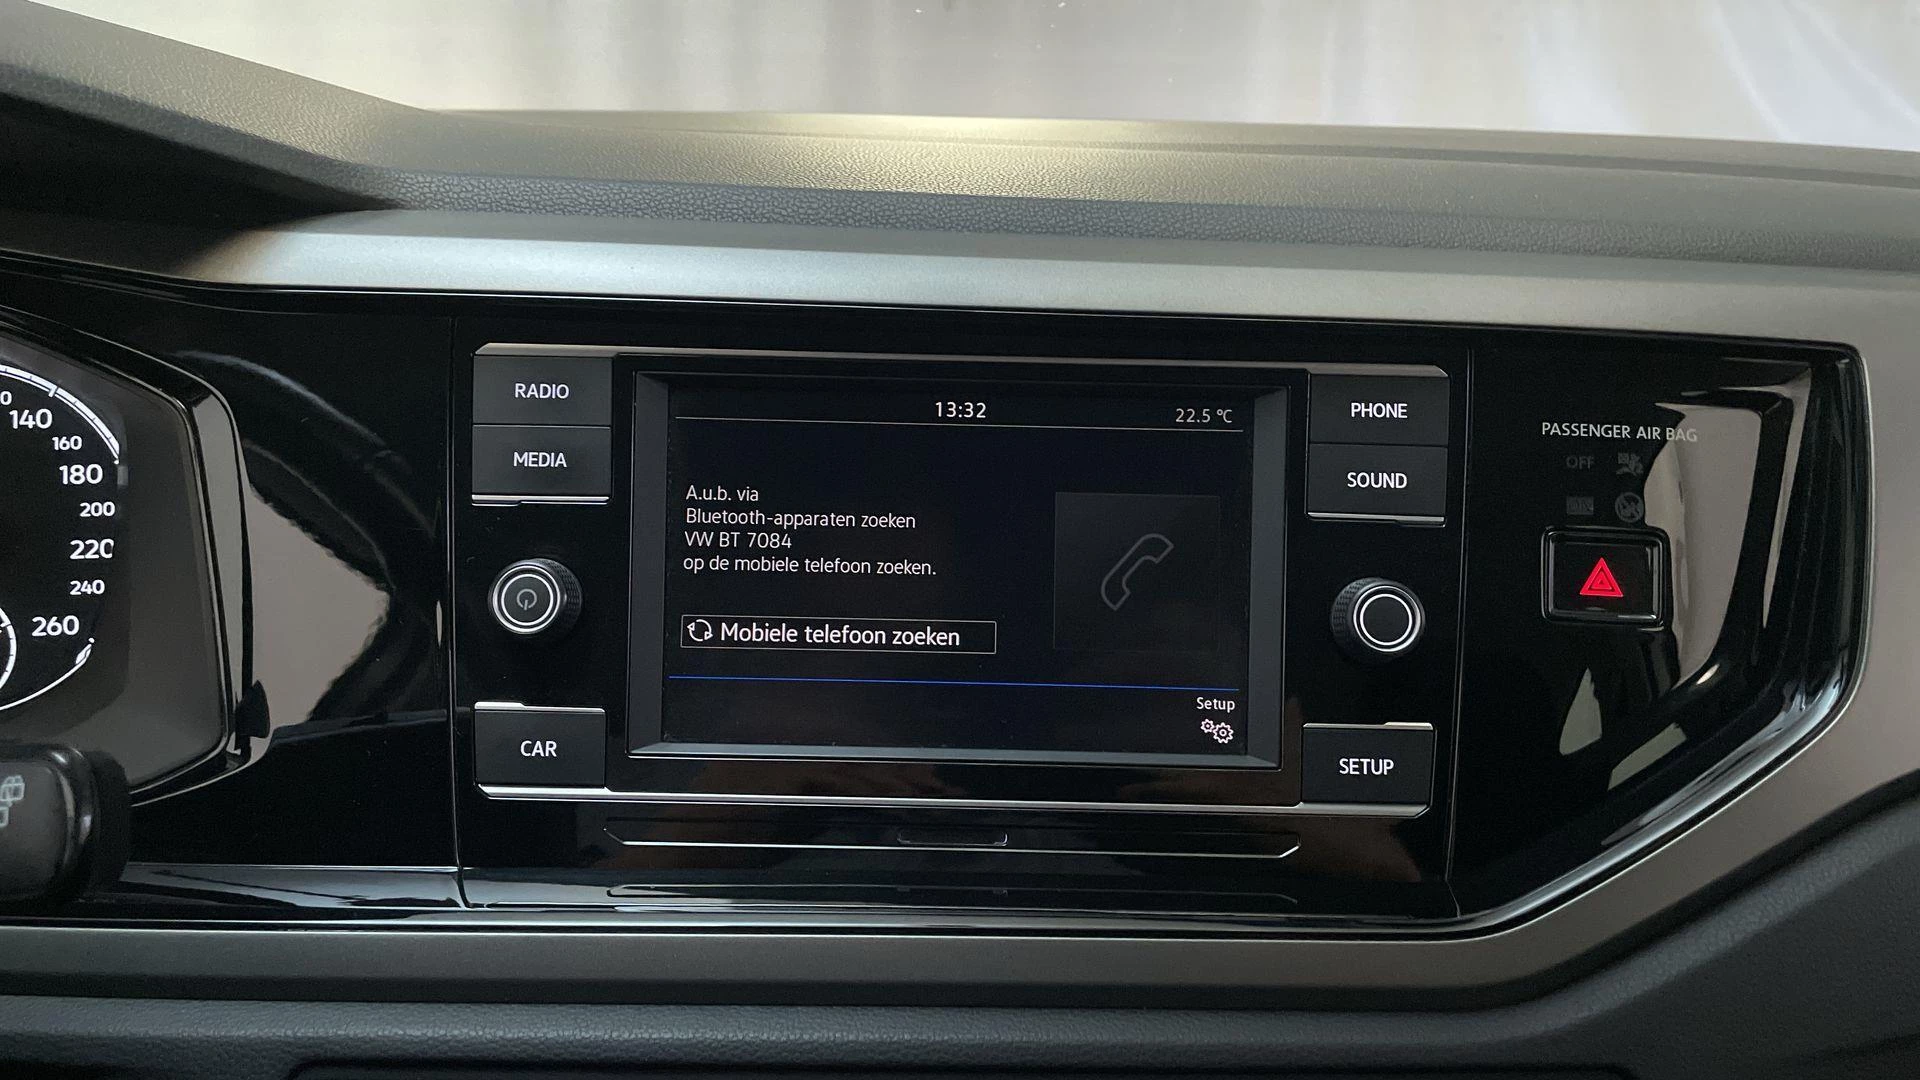 140
160
180
200
220
240
260
RADIO
MEDIA
CAR
13:32
22.5 °C
A.u.b. via
Bluetooth-apparaten zoeken
VW BT 7084
op de mobiele telefoon zoeken.
Mobiele telefoon zoeken
Setup
PHONE
SOUND
SETUP
PASSENGER AIR BAG
OFF